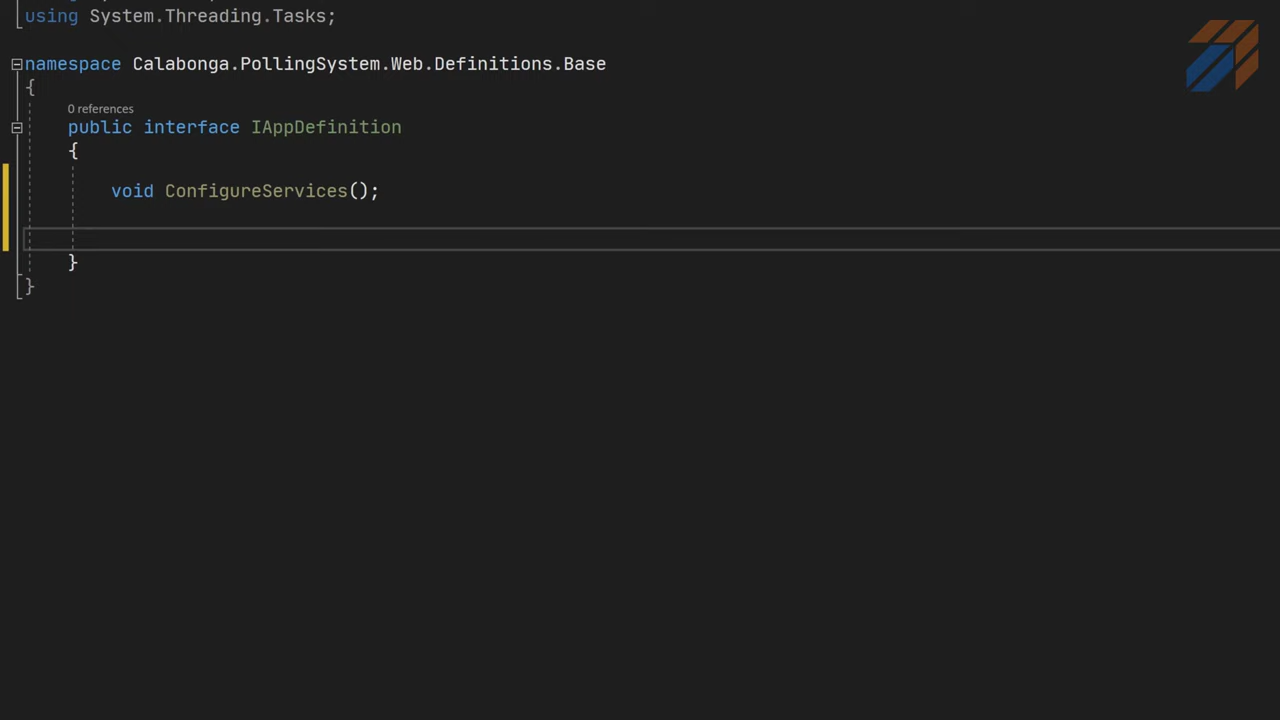 using System.Threading.Tasks;
namespace Calabonga.PollingSystem.Web.Definitions.Base
{
0 references
public interface IAppDefinition
{
void ConfigureServices();
}
}